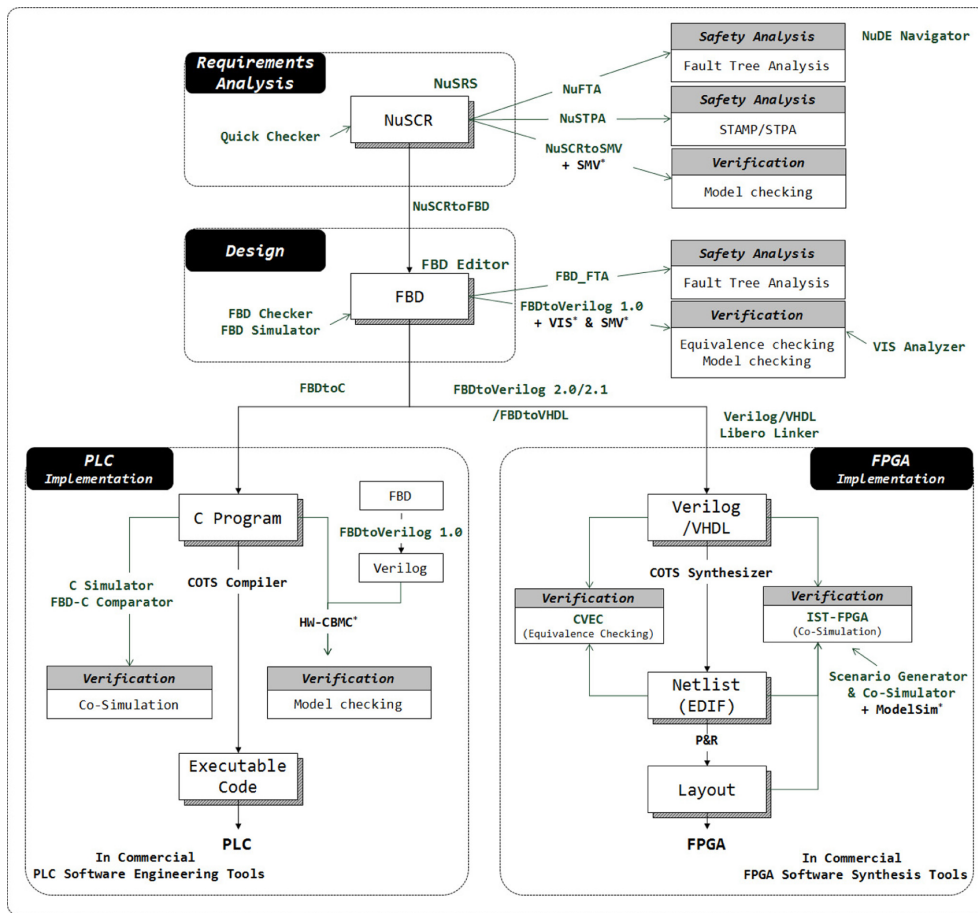 Safety Analysis
NuDE Navigator
Fault Tree Analysis
Requirements
Analysis
NuSRS
NuFTA
NuSCR
Quick Checker
NuSTPA
Safety Analysis
STAMP/STPA
NuSCRtoSMV
+ SMV*
Verification
Model checking
NuSCRtoFBD
Design
FBD Editor
FBD
FBD Checker
FBD Simulator
FBD_FTA
Safety Analysis
Fault Tree Analysis
FBDtoVerilog 1.0
+ VIS* & SMV*
Verification
Equivalence checking
Model checking
VIS Analyzer
FBDtoC
FBDtoVerilog 2.0/2.1
/FBDtoVHDL
Verilog/VHDL
Libero Linker
PLC
Implementation
C Program
FBD
FBDtoVerilog 1.0
Verilog
C Simulator
FBD-C Comparator
COTS Compiler
HW-CBMC*
Verification
Co-Simulation
Verification
Model checking
Executable
Code
PLC
In Commercial
PLC Software Engineering Tools
FPGA
Implementation
Verilog
/VHDL
COTS Synthesizer
Verification
CVEC
(Equivalence Checking)
Verification
IST-FPGA
(Co-Simulation)
Scenario Generator
& Co-Simulator
+ ModelSim*
Netlist
(EDIF)
P&R
Layout
FPGA
In Commercial
FPGA Software Synthesis Tools